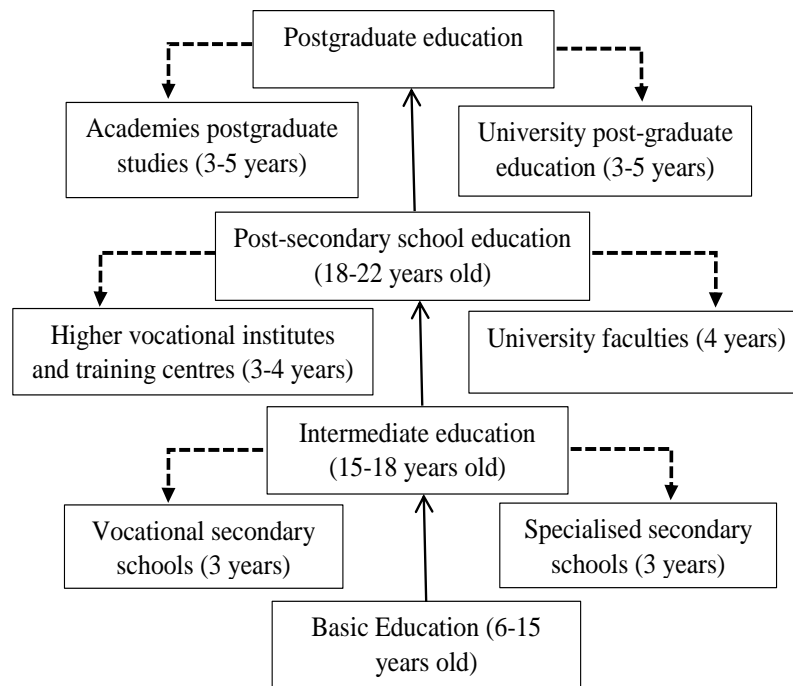 Postgraduate education
Academies postgraduate
studies (3-5 years)
University post-graduate
education (3-5 years)
Post-secondary school education
(18-22 years old)
Higher vocational institutes
and training centres (3-4 years)
University faculties (4 years)
Intermediate education
(15-18 years old)
Vocational secondary
schools (3 years)
Specialised secondary
schools (3 years)
Basic Education (6-15
years old)